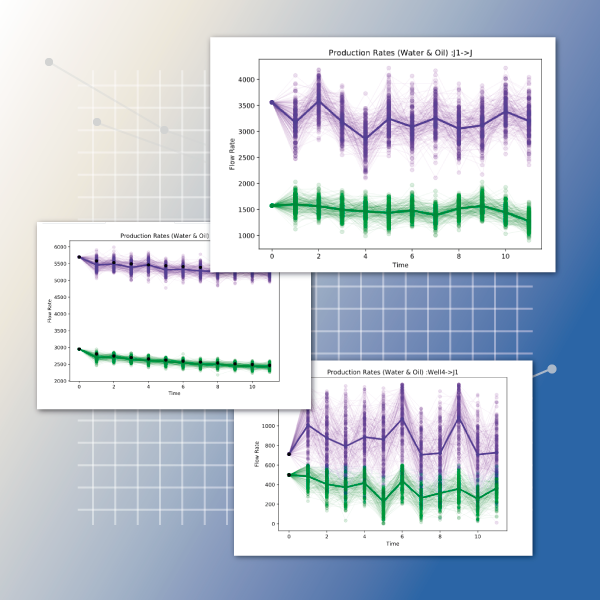 Production Rates (Water & Oil) :J1->J
4000
3500
3000
2500
2000
1500
1000
Flow Rate
0 2 4 6 8 10
Time
Production Rates (Water & Oil)
6000
5500
5000
4500
4000
3500
3000
2500
2000
Flow Rate
0 2 4 6 8 10
Time
Production Rates (Water & Oil) :Well4->J1
1000
800
600
400
200
0
Flow Rate
0 2 4 6 8 10
Time